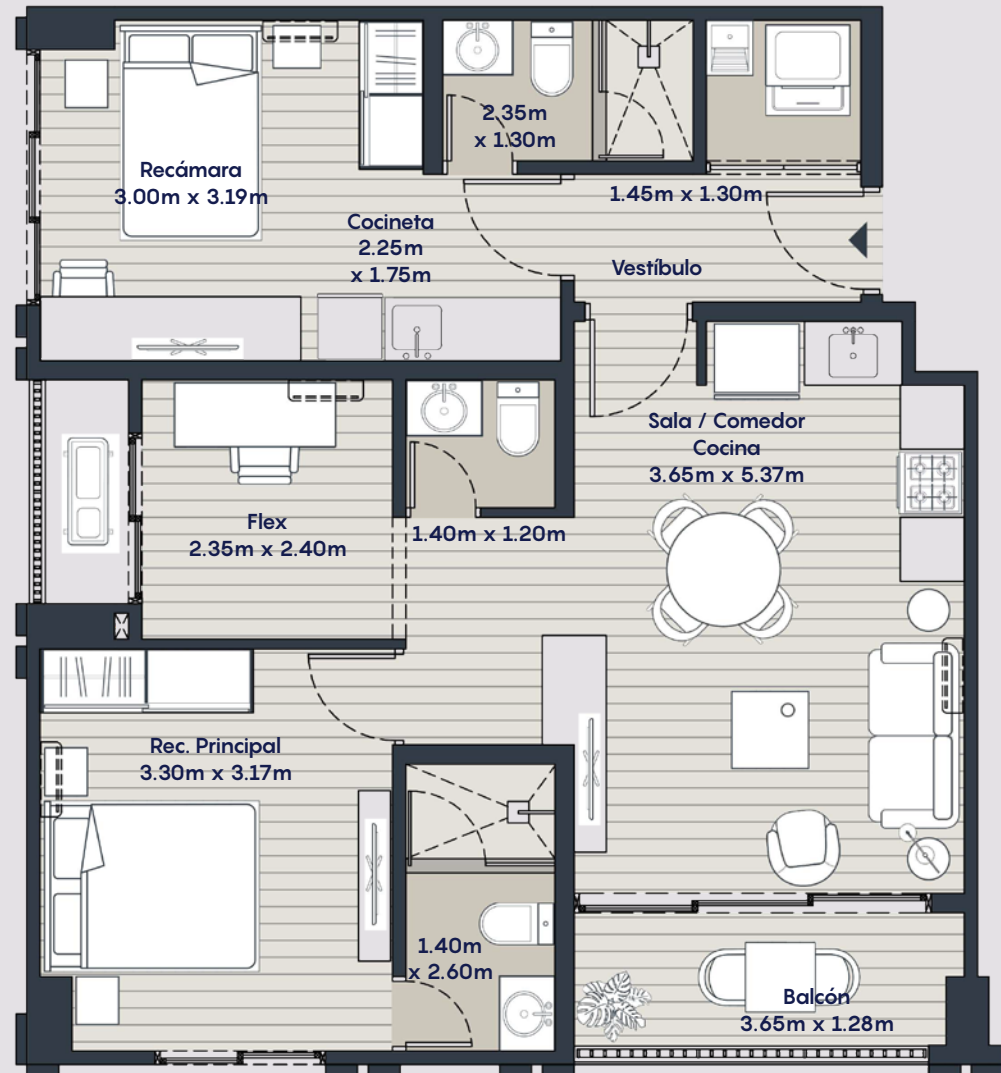 2.35m
x 1.30m
Recámara
3.00m x 3.19m
1.45m x 1.30m
Cocineta
2.25m
x 1.75m
Vestíbulo
Sala / Comedor
Cocina
3.65m x 5.37m
Flex
2.35m x 2.40m
1.40m x 1.20m
Rec. Principal
3.30m x 3.17m
1.40m
x 2.60m
Balcón
3.65m x 1.28m